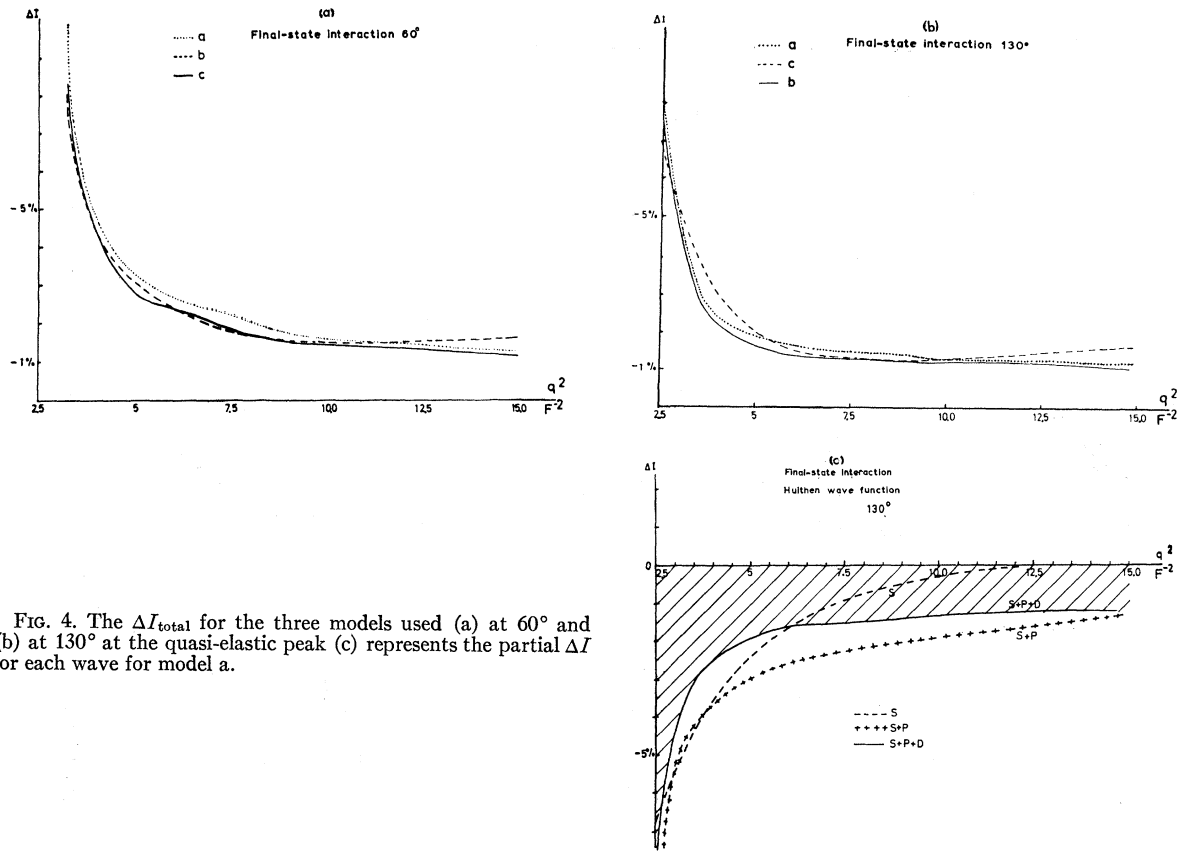 (a)
ΔI
Final-state interaction 60°
a
b
c
-5%
-1%
q²
F⁻²
2,5 5 7,5 10,0 12,5 15,0
(b)
ΔI
Final-state interaction 130°
a
c
b
-5%
-1%
q²
F⁻²
2,5 5 7,5 10,0 12,5 15,0
(c)
ΔI
Final-state Interaction
Hulthen wave function
130°
q²
F⁻²
0
2,5 5 7,5 10,0 12,5 15,0
S
S+P+D
S+P
S
S+P
S+P+D
-5%
FIG. 4. The ΔI_total for the three models used (a) at 60° and
(b) at 130° at the quasi-elastic peak (c) represents the partial ΔI
or each wave for model a.